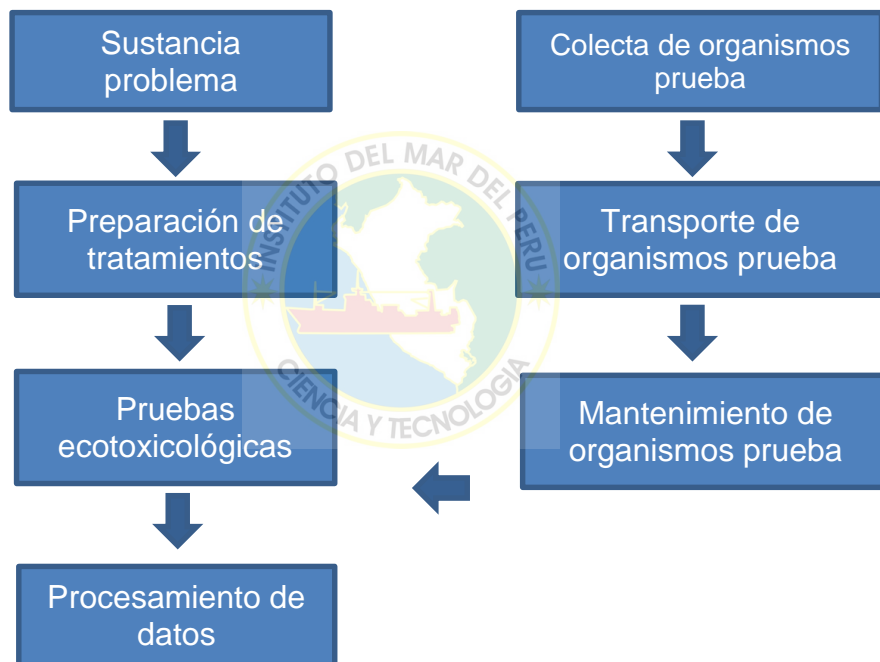 Sustancia
problema
Preparación de
tratamientos
Pruebas
ecotoxicológicas
Procesamiento de
datos
Colecta de organismos
prueba
Transporte de
organismos prueba
Mantenimiento de
organismos prueba
INSTITUTO DEL MAR DEL PERU
CIENCIA Y TECNOLOGIA